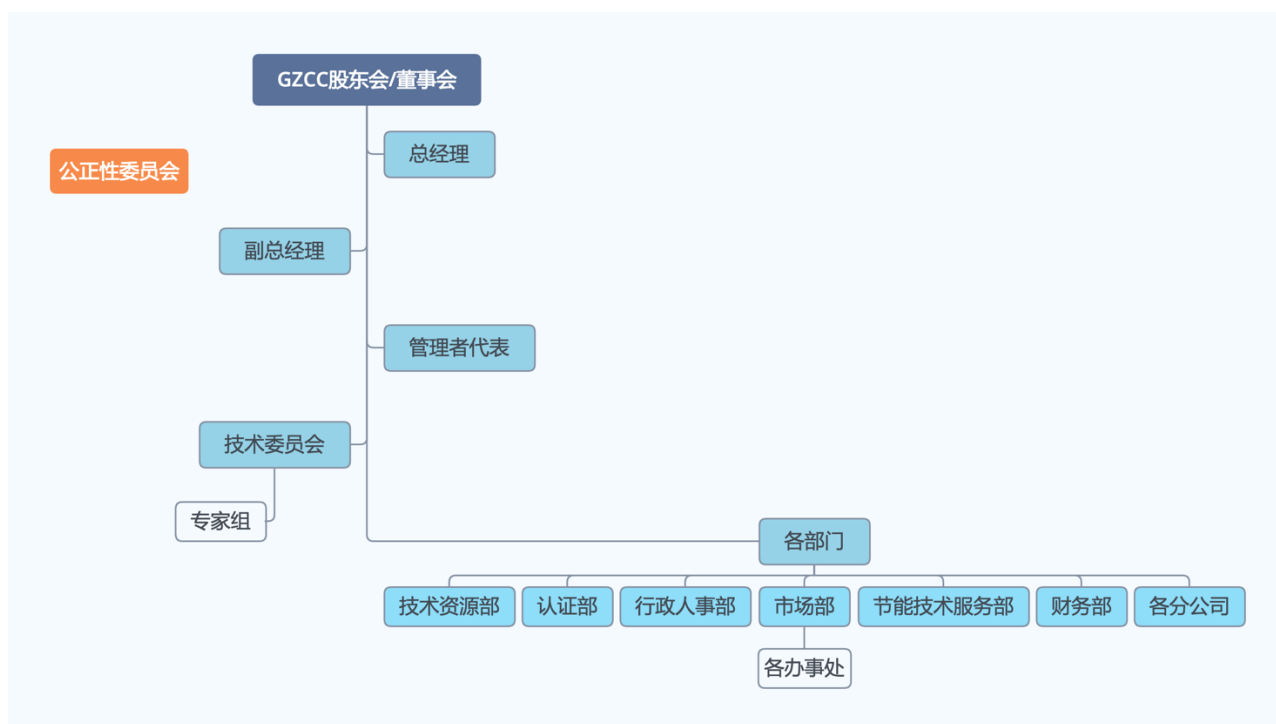 GZCC股东会/董事会
总经理
公正性委员会
副总经理
管理者代表
技术委员会
专家组
各部门
技术资源部
认证部
行政人事部
市场部
节能技术服务部
财务部
各分公司
各办事处